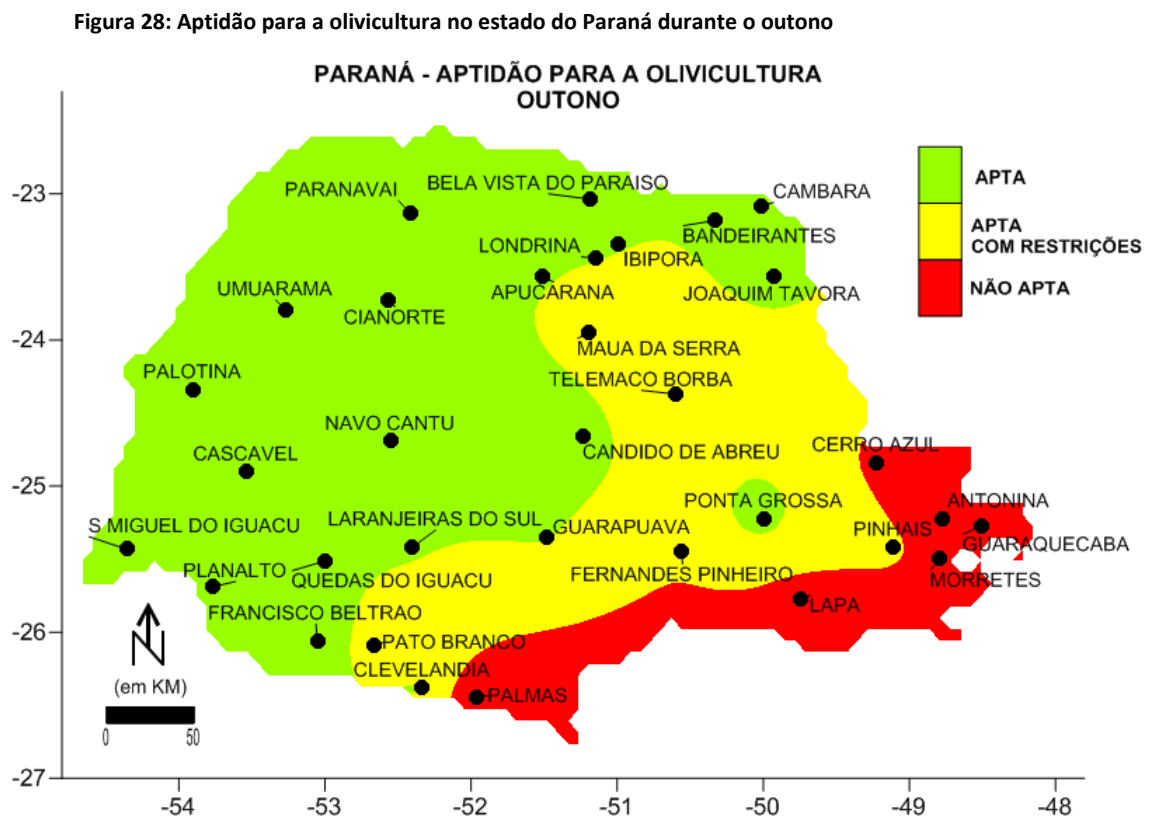 Figura 28: Aptidão para a olivicultura no estado do Paraná durante o outono
PARANÁ - APTIDÃO PARA A OLIVICULTURA
OUTONO
APTA
APTA
COM RESTRIÇÕES
NÃO APTA
-23
-24
-25
-26
-27
PARANAVAI
BELA VISTA DO PARAISO
CAMBARA
BANDEIRANTES
LONDRINA
IBIPORA
APUCARANA
JOAQUIM TAVORA
UMUARAMA
CIANORTE
MAUA DA SERRA
PALOTINA
TELEMACO BORBA
NAVO CANTU
CASCAVEL
CANDIDO DE ABREU
CERRO AZUL
PONTA GROSSA
ANTONINA
S MIGUEL DO IGUACU
LARANJEIRAS DO SUL
GUARAPUAVA
PINHAIS
GUARAQUECABA
PLANALTO
QUEDAS DO IGUACU
FERNANDES PINHEIRO
MORRETES
FRANCISCO BELTRAO
LAPA
PATO BRANCO
CLEVELANDIA
PALMAS
N
(em KM)
0 50
-54 -53 -52 -51 -50 -49 -48